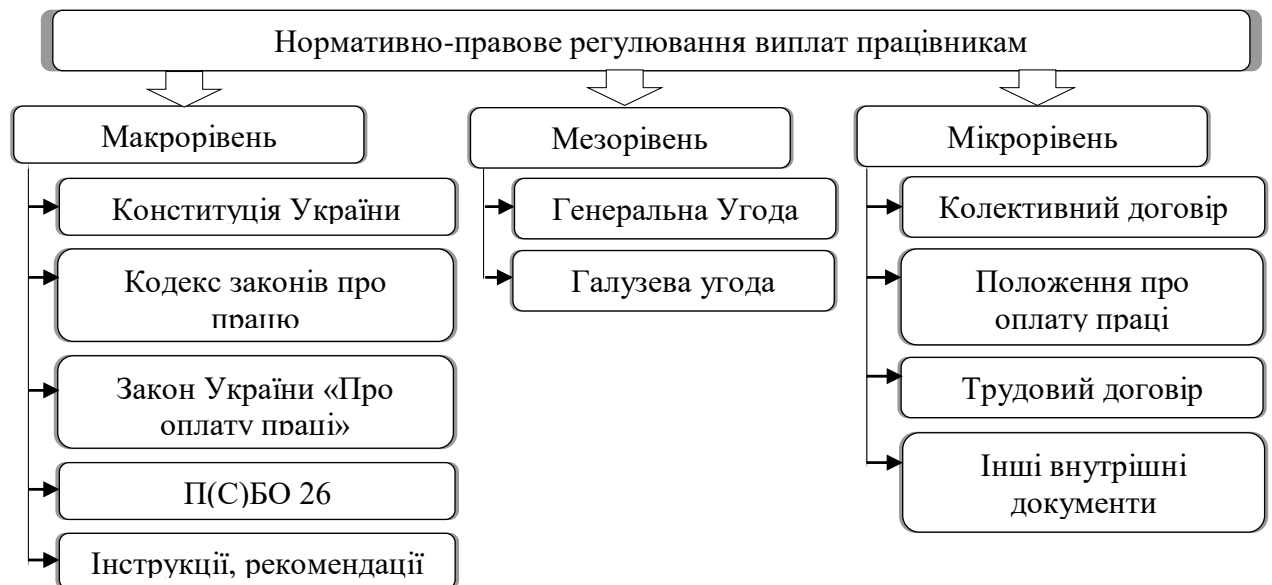 Нормативно-правове регулювання виплат працівникам
Макрорівень
Конституція України
Кодекс законів про
працю
Закон України «Про
оплату праці»
П(С)БО 26
Інструкції, рекомендації
Мезорівень
Генеральна Угода
Галузева угода
Мікрорівень
Колективний договір
Положення про
оплату праці
Трудовий договір
Інші внутрішні
документи